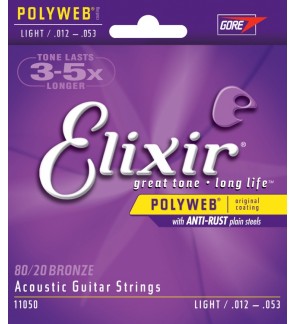 POLYWEB®
GORE
LIGHT / .012 – .053
TONE LASTS
3-5x
LONGER
Elixir®
great tone • long life™
POLYWEB® original coating
with ANTI-RUST plain steels
80/20 BRONZE
Acoustic Guitar Strings
11050 LIGHT / .012 – .053